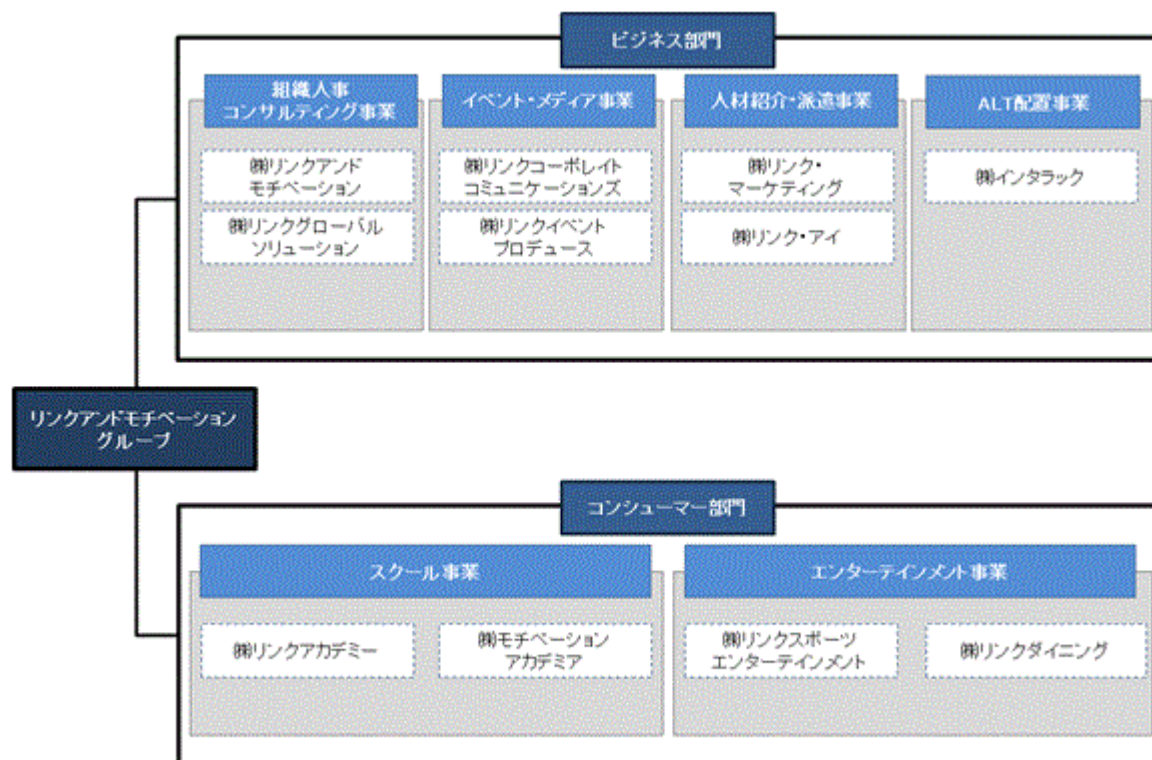 ビジネス部門
組織人事
コンサルティング事業
㈱リンクアンド
モチベーション
㈱リンクグローバル
ソリューション
イベント・メディア事業
㈱リンクコーポレイト
コミュニケーションズ
㈱リンクイベント
プロデュース
人材紹介・派遣事業
㈱リンク・
マーケティング
㈱リンク・アイ
ALT配置事業
㈱インタラック
リンクアンドモチベーション
グループ
コンシューマー部門
スクール事業
㈱リンクアカデミー
㈱モチベーション
アカデミア
エンターテインメント事業
㈱リンクスポーツ
エンターテインメント
㈱リンクダイニング